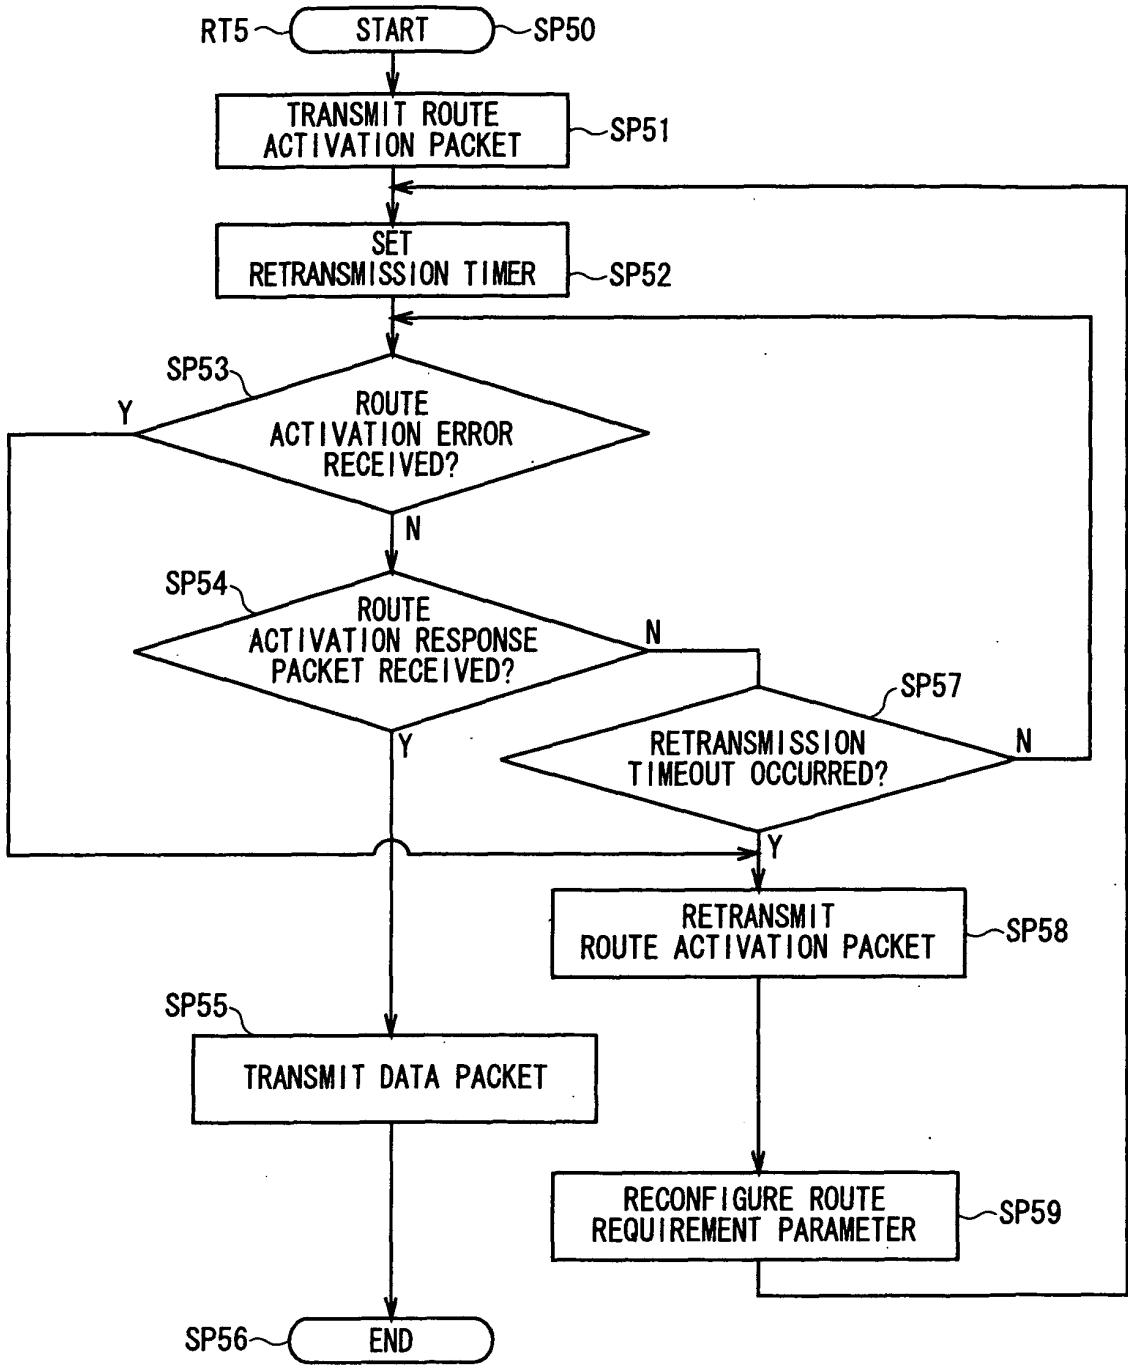 RT5
START
SP50
TRANSMIT ROUTE
ACTIVATION PACKET
SP51
SET
RETRANSMISSION TIMER
SP52
SP53
Y
ROUTE
ACTIVATION ERROR
RECEIVED?
N
SP54
ROUTE
ACTIVATION RESPONSE
PACKET RECEIVED?
N
Y
SP57
RETRANSMISSION
TIMEOUT OCCURRED?
N
Y
RETRANSMIT
ROUTE ACTIVATION PACKET
SP58
SP55
TRANSMIT DATA PACKET
RECONFIGURE ROUTE
REQUIREMENT PARAMETER
SP59
SP56
END